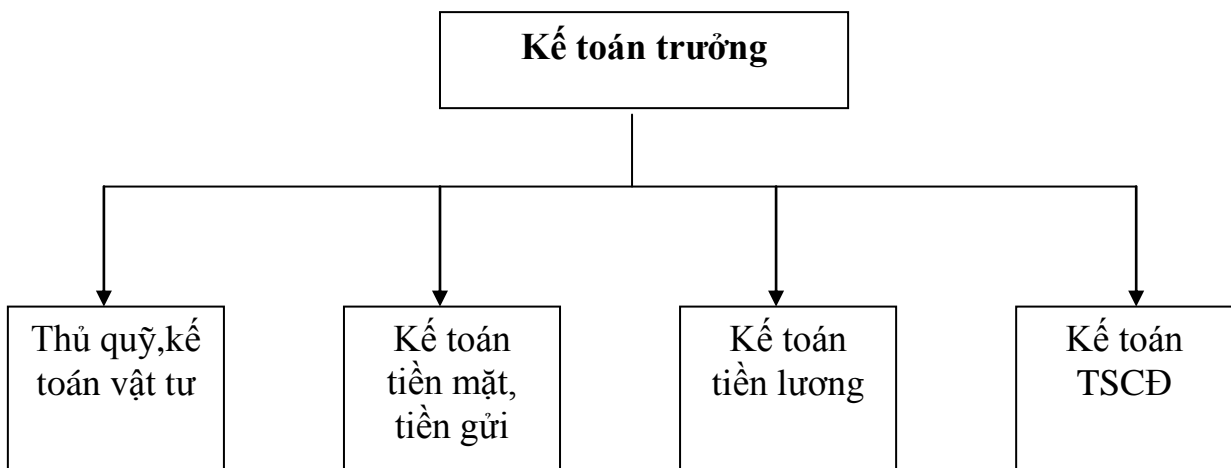 Kế toán trưởng
Thủ quỹ,kế
toán vật tư
Kế toán
tiền mặt,
tiền gửi
Kế toán
tiền lương
Kế toán
TSCĐ